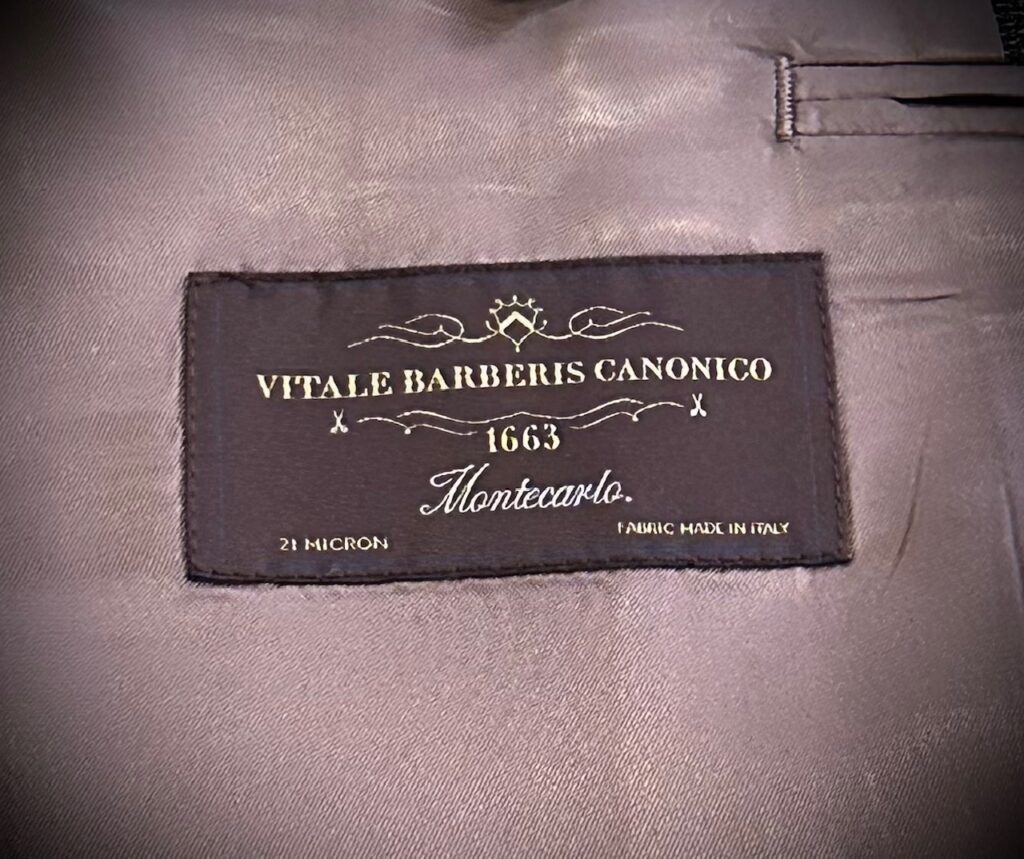 VITALE BARBERIS CANONICO
1663
Montecarlo.
21 MICRON
FABRIC MADE IN ITALY